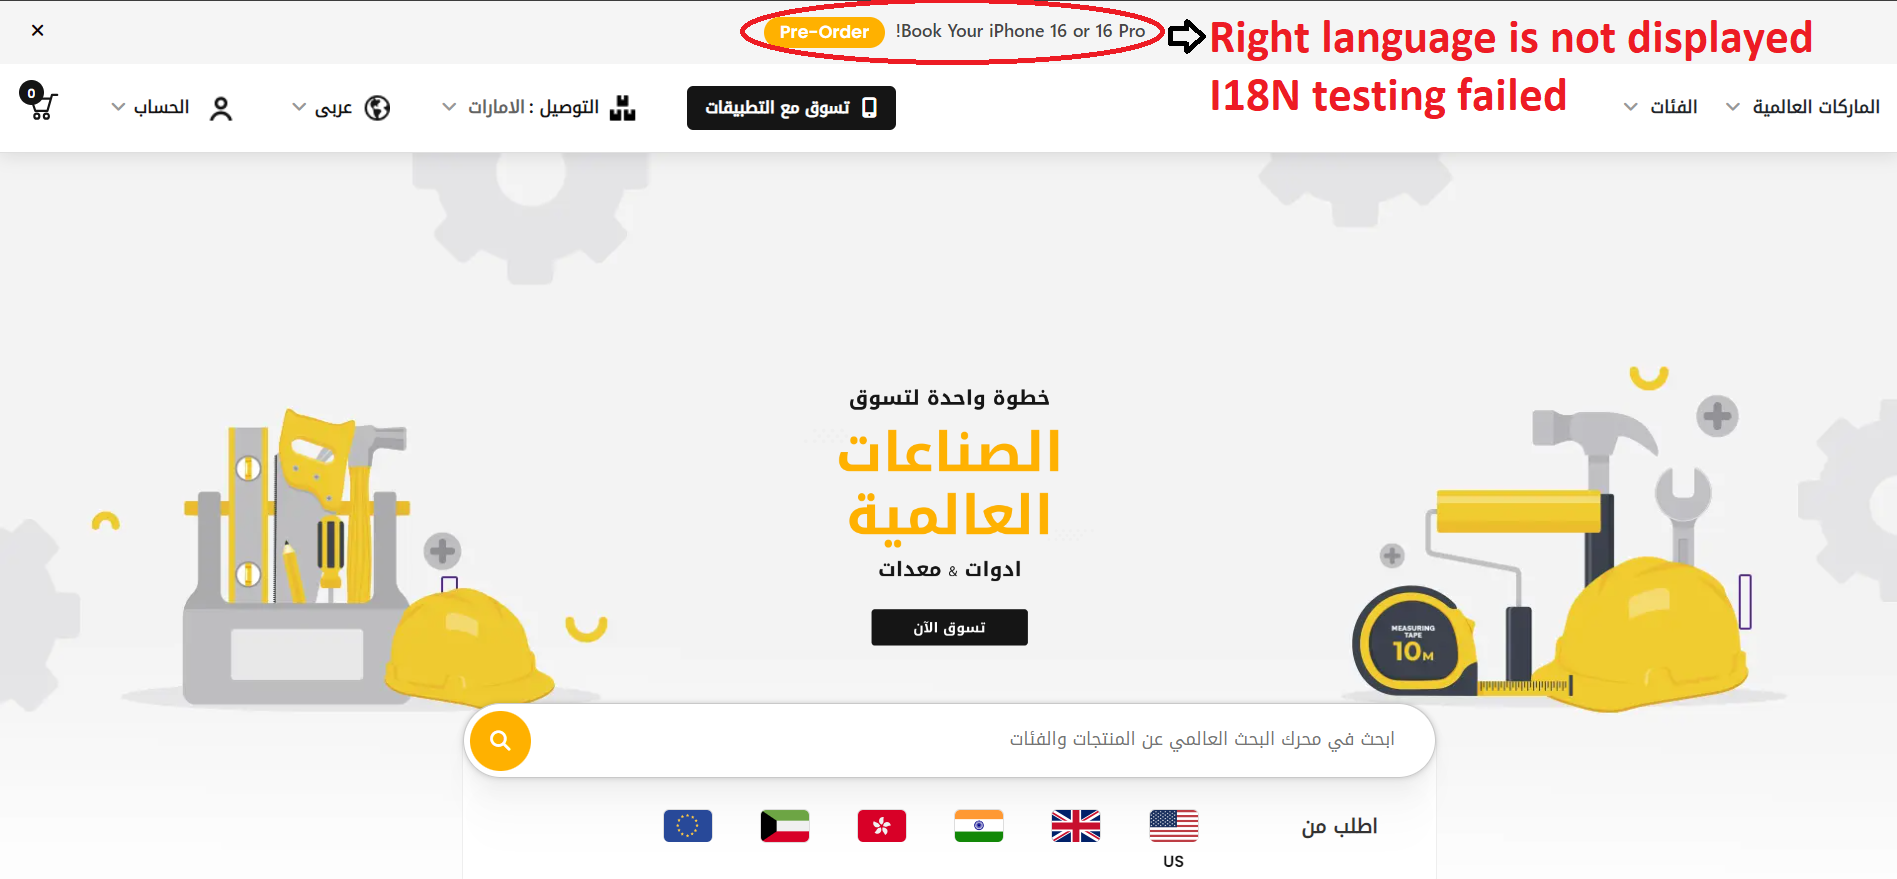 !Book Your iPhone 16 or 16 Pro Pre-Order
Right language is not displayed
I18N testing failed
الماركات العالمية الفئات تسوق مع التطبيقات التوصيل : الامارات عربى الحساب 0
خطوة واحدة لتسوق
الصناعات
العالمية
ادوات & معدات
تسوق الآن
MEASURING
TAPE
10M
ابحث في محرك البحث العالمي عن المنتجات والفئات
اطلب من
US